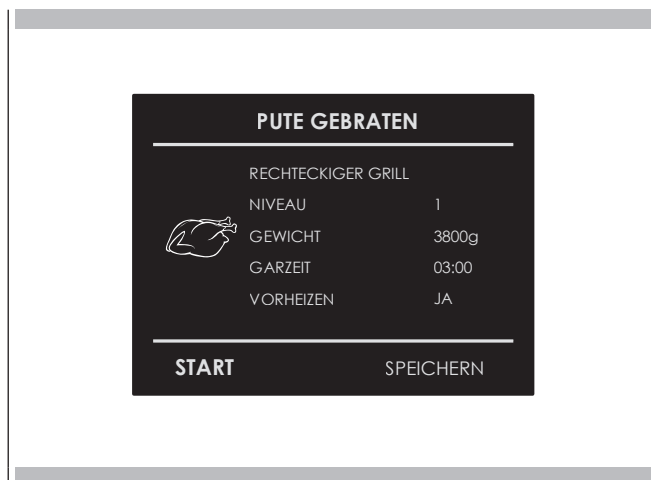 PUTE GEBRATEN
RECHTECKIGER GRILL
NIVEAU 1
GEWICHT 3800g
GARZEIT 03:00
VORHEIZEN JA
START SPEICHERN